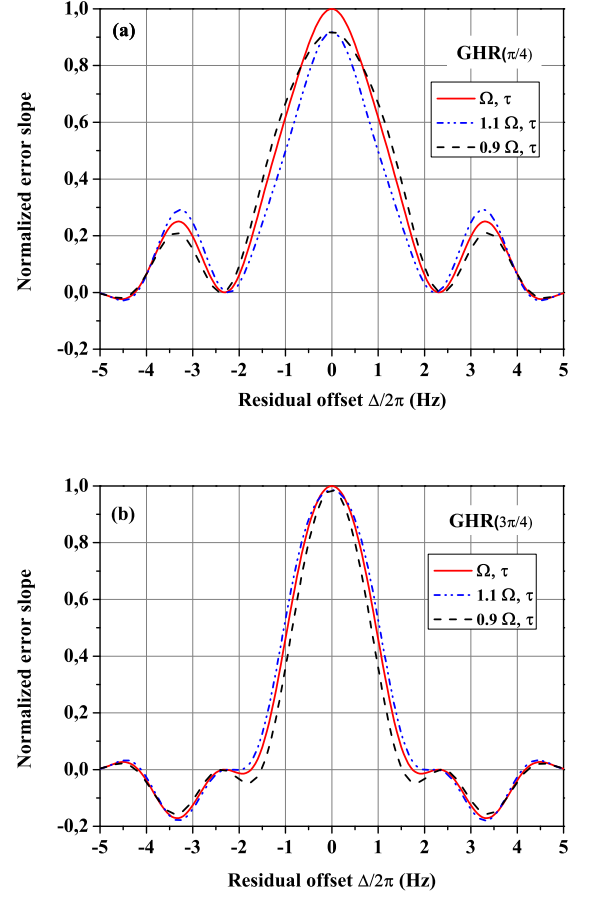 (a)
GHR(π/4)
Ω, τ
1.1 Ω, τ
0.9 Ω, τ
Normalized error slope
1,0
0,8
0,6
0,4
0,2
0,0
-0,2
-5 -4 -3 -2 -1 0 1 2 3 4 5
Residual offset Δ/2π (Hz)
(b)
GHR(3π/4)
Ω, τ
1.1 Ω, τ
0.9 Ω, τ
Normalized error slope
1,0
0,8
0,6
0,4
0,2
0,0
-0,2
-5 -4 -3 -2 -1 0 1 2 3 4 5
Residual offset Δ/2π (Hz)